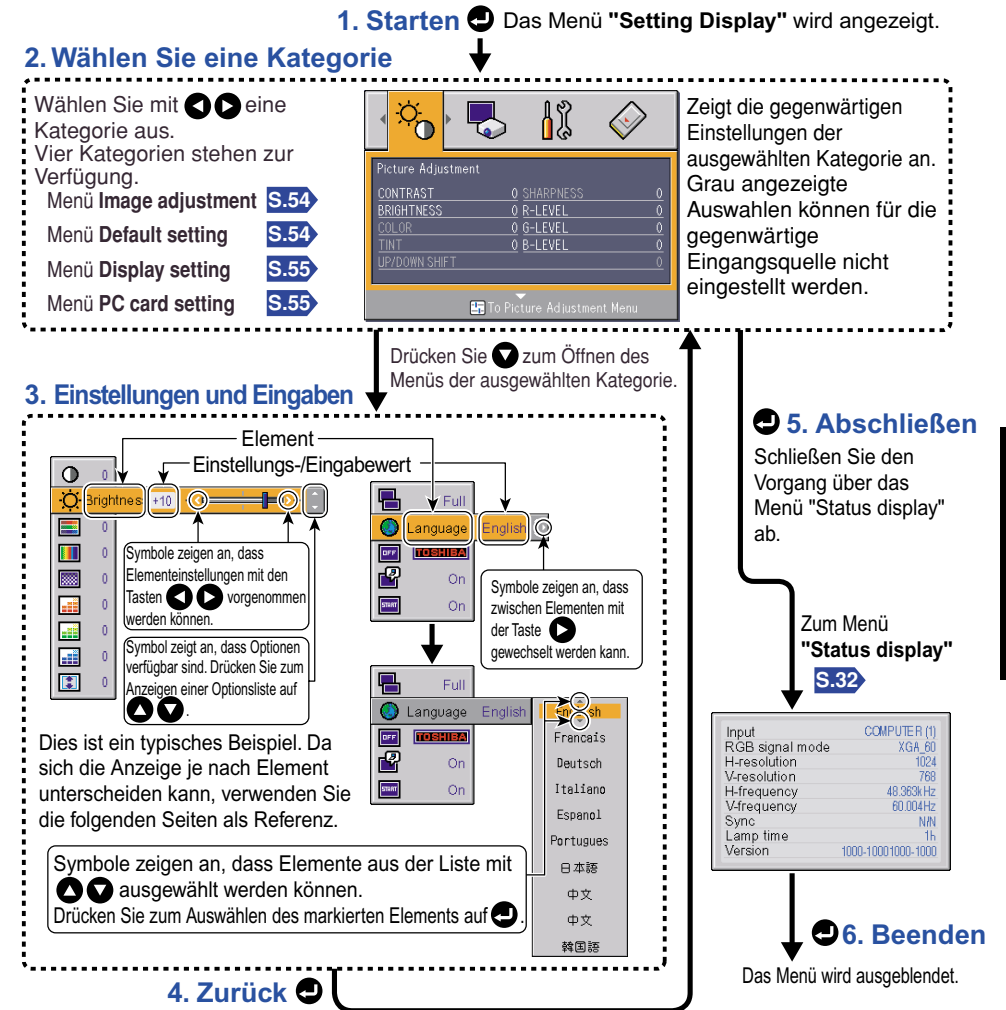 1. Starten Das Menü "Setting Display" wird angezeigt.
2. Wählen Sie eine Kategorie
Wählen Sie mit eine
Kategorie aus.
Vier Kategorien stehen zur
Verfügung.
Menü Image adjustment S.54
Menü Default setting S.54
Menü Display setting S.55
Menü PC card setting S.55
Picture Adjustment
CONTRAST 0 SHARPNESS 0
BRIGHTNESS 0 R-LEVEL 0
COLOR 0 G-LEVEL 0
TINT 0 B-LEVEL 0
UP/DOWN SHIFT 0
To Picture Adjustment Menu
Zeigt die gegenwärtigen
Einstellungen der
ausgewählten Kategorie an.
Grau angezeigte
Auswahlen können für die
gegenwärtige
Eingangsquelle nicht
eingestellt werden.
Drücken Sie zum Öffnen des
Menüs der ausgewählten Kategorie.
3. Einstellungen und Eingaben
Element
Einstellungs-/Eingabewert
0
Brightnes +10
0
0
0
0
0
0
0
Symbole zeigen an, dass
Elementeinstellungen mit den
Tasten vorgenommen
werden können.
Symbol zeigt an, dass Optionen
verfügbar sind. Drücken Sie zum
Anzeigen einer Optionsliste auf
.
Full
Language English
OFF TOSHIBA
On
START On
Symbole zeigen an, dass
zwischen Elementen mit
der Taste
gewechselt werden kann.
Full
Language English
OFF TOSHIBA
On
START On
English
Francais
Deutsch
Italiano
Espanol
Portugues
日本語
中文
中文
韓国語
Dies ist ein typisches Beispiel. Da
sich die Anzeige je nach Element
unterscheiden kann, verwenden Sie
die folgenden Seiten als Referenz.
Symbole zeigen an, dass Elemente aus der Liste mit
ausgewählt werden können.
Drücken Sie zum Auswählen des markierten Elements auf .
4. Zurück
5. Abschließen
Schließen Sie den
Vorgang über das
Menü "Status display"
ab.
Zum Menü
"Status display"
S.32
Input COMPUTER (1)
RGB signal mode XGA_60
H-resolution 1024
V-resolution 768
H-frequency 48.363kHz
V-frequency 60.004Hz
Sync N/N
Lamp time 1h
Version 1000-10001000-1000
6. Beenden
Das Menü wird ausgeblendet.